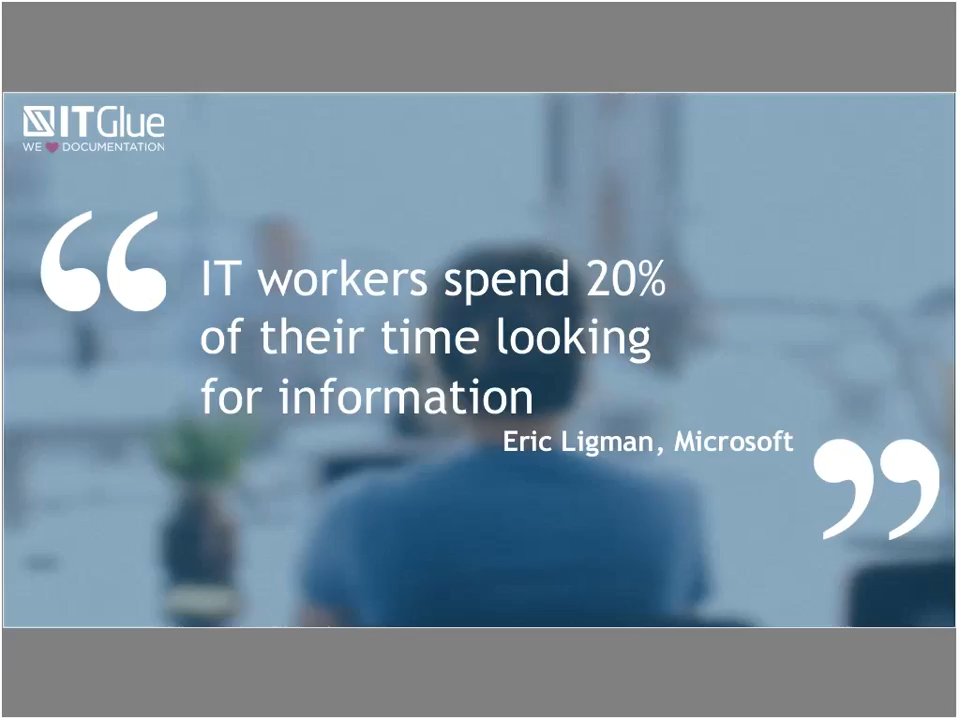 ITGlue
WE ❤ DOCUMENTATION
“
IT workers spend 20%
of their time looking
for information
Eric Ligman, Microsoft
”